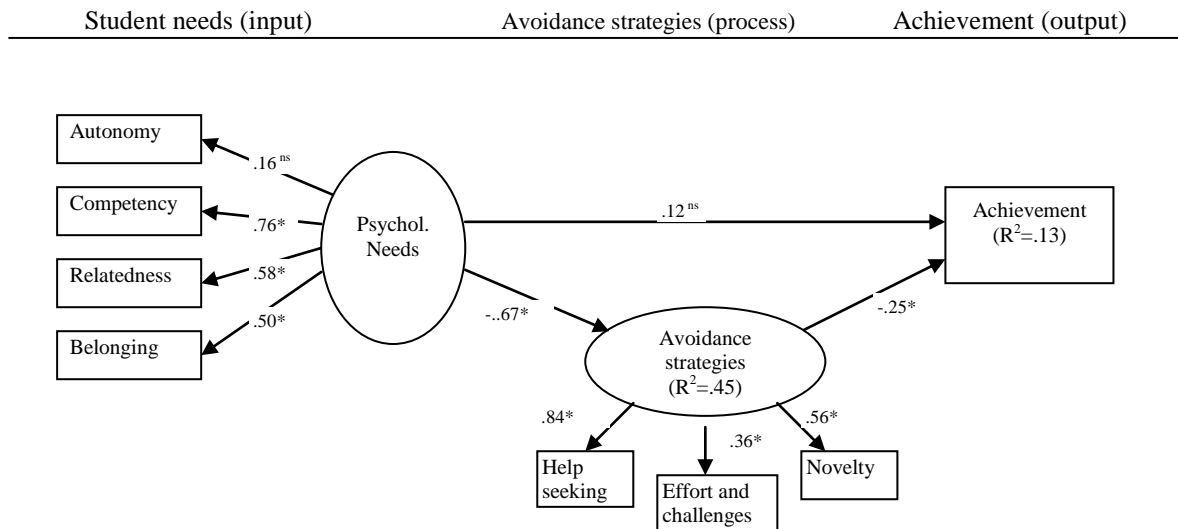 Student needs (input) Avoidance strategies (process) Achievement (output)
Autonomy
.16 ns
Competency
.76*
Psychol.
Needs
.12 ns
Achievement
(R²=.13)
Relatedness
.58*
-..67*
-.25*
Belonging
.50*
Avoidance
strategies
(R²=.45)
.84*
.36*
.56*
Help
seeking
Effort and
challenges
Novelty